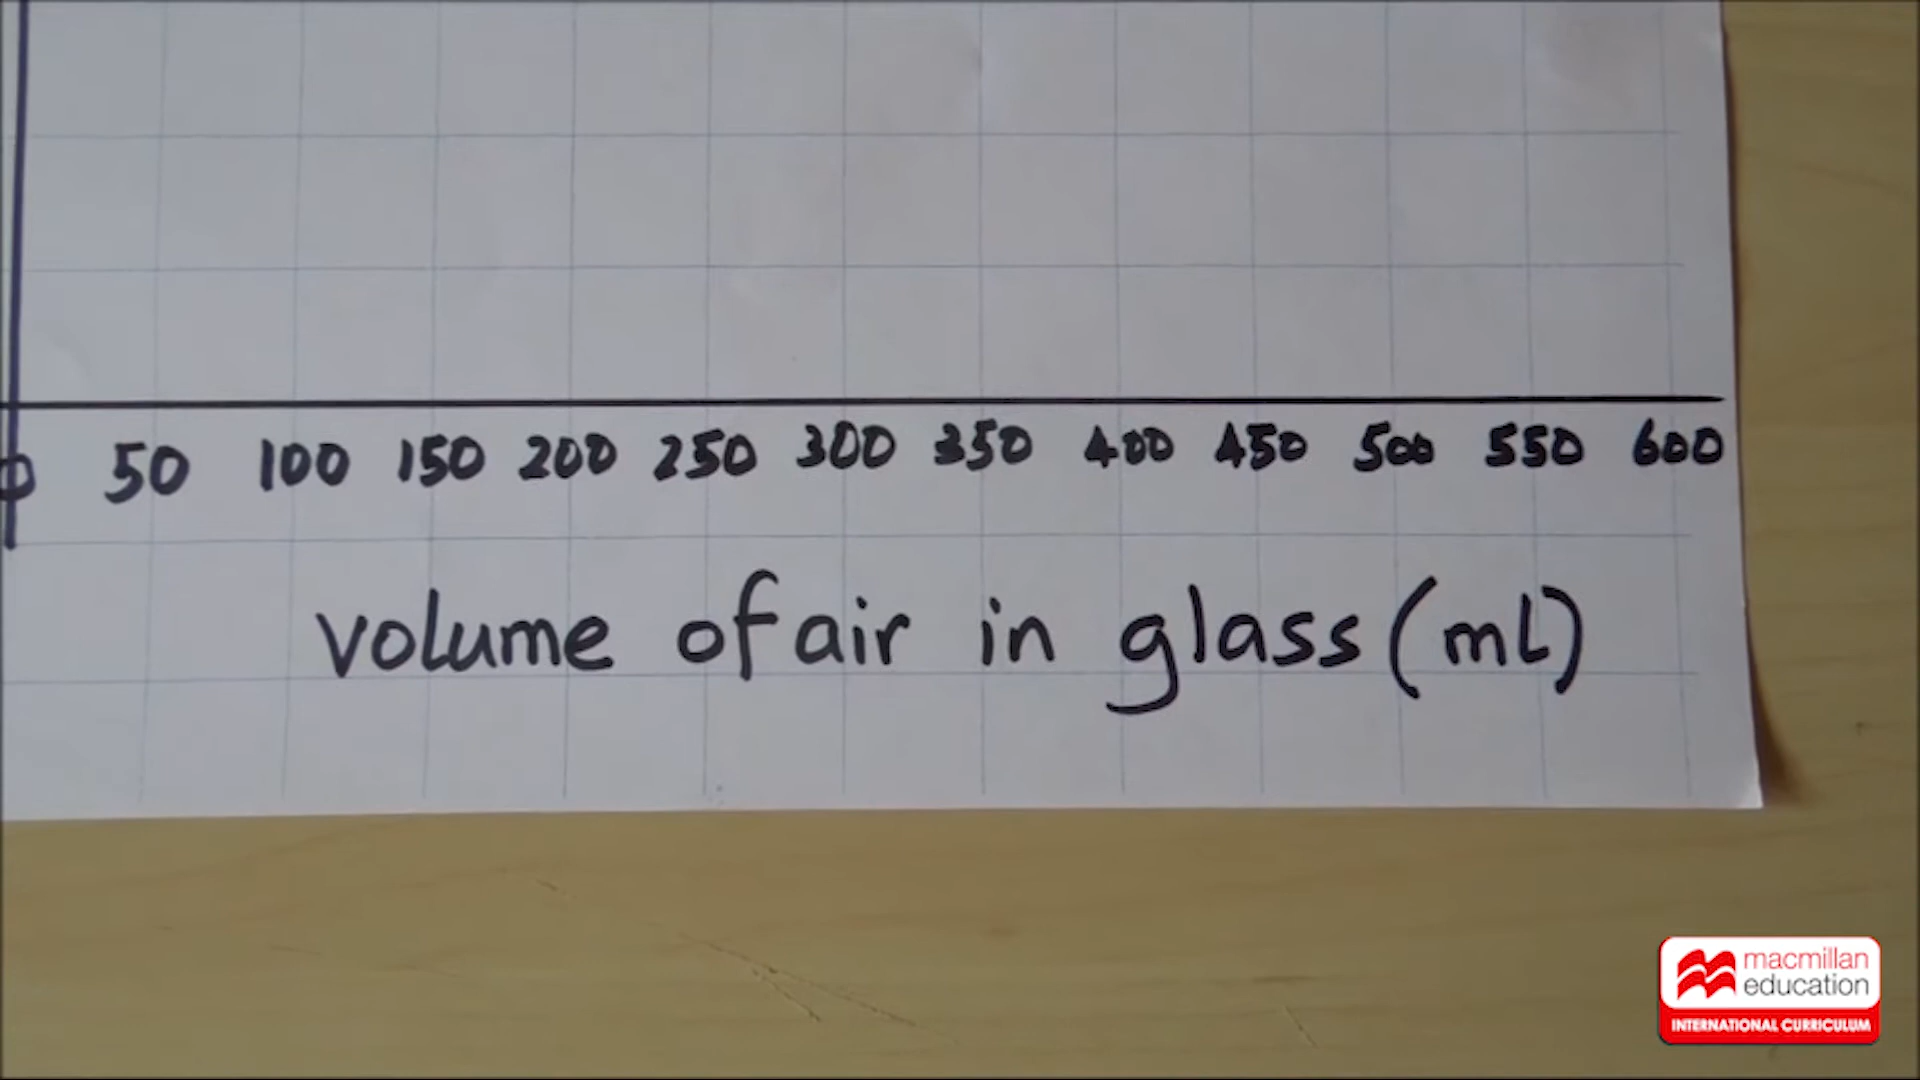 0 50 100 150 200 250 300 350 400 450 500 550 600
volume of air in glass (ml)
macmillan
education
INTERNATIONAL CURRICULUM